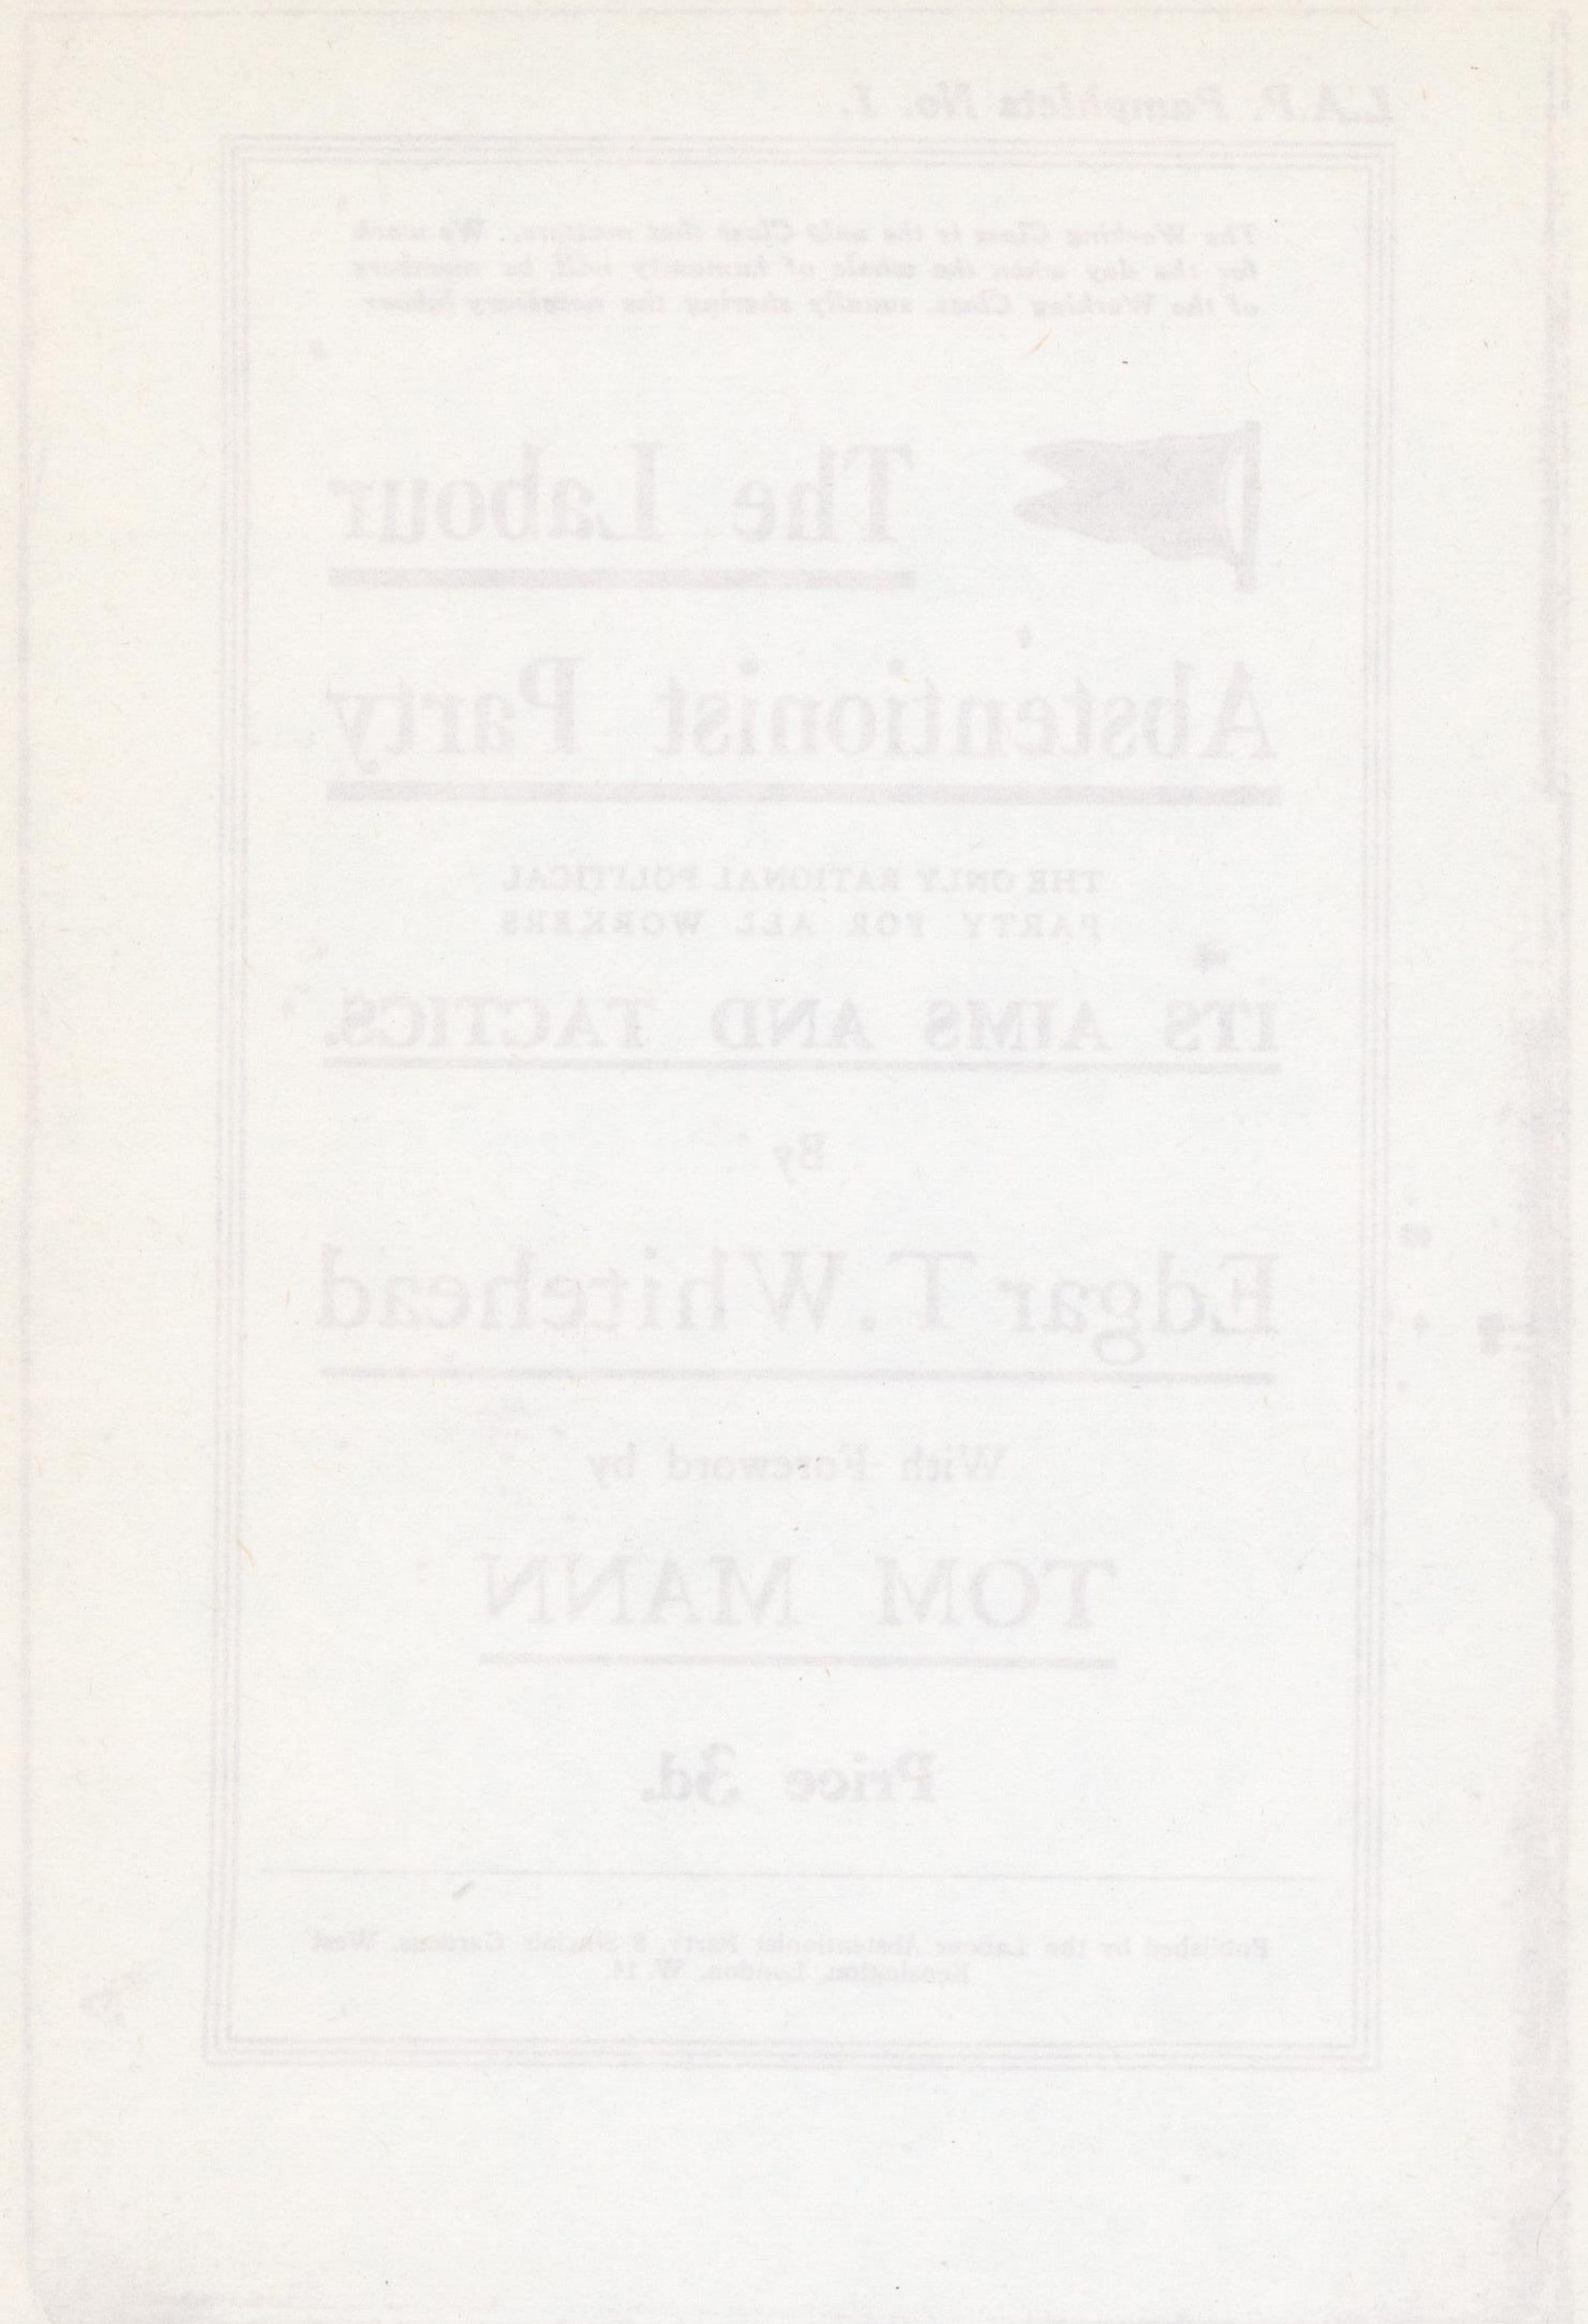 L.A.P. Pamphlets No. 1.
The Working Class is the only Class that matters. We work
for the day when the whole of humanity will be members
of the Working Class, equally sharing the necessary labour
The Labour
Abstentionist Party
THE ONLY RATIONAL POLITICAL
PARTY FOR ALL WORKERS
ITS AIMS AND TACTICS.
By
Edgar T. Whitehead
With Foreword by
TOM MANN
Price 3d.
Published by the Labour Abstentionist Party, 8 Sinclair Gardens, West
Kensington, London, W. 14.